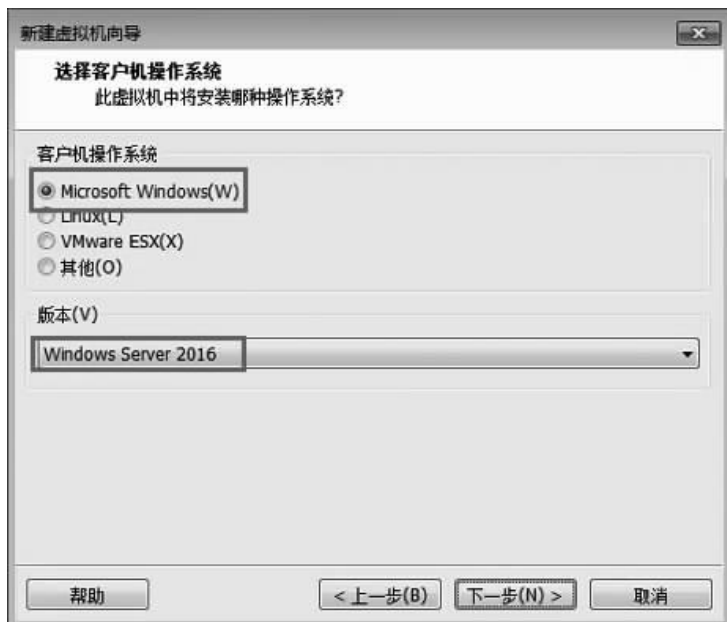 新建虚拟机向导
选择客户机操作系统
此虚拟机中将安装哪种操作系统?
客户机操作系统
Microsoft Windows(W)
Linux(L)
VMware ESX(X)
其他(O)
版本(V)
Windows Server 2016
帮助
< 上一步(B)
下一步(N) >
取消